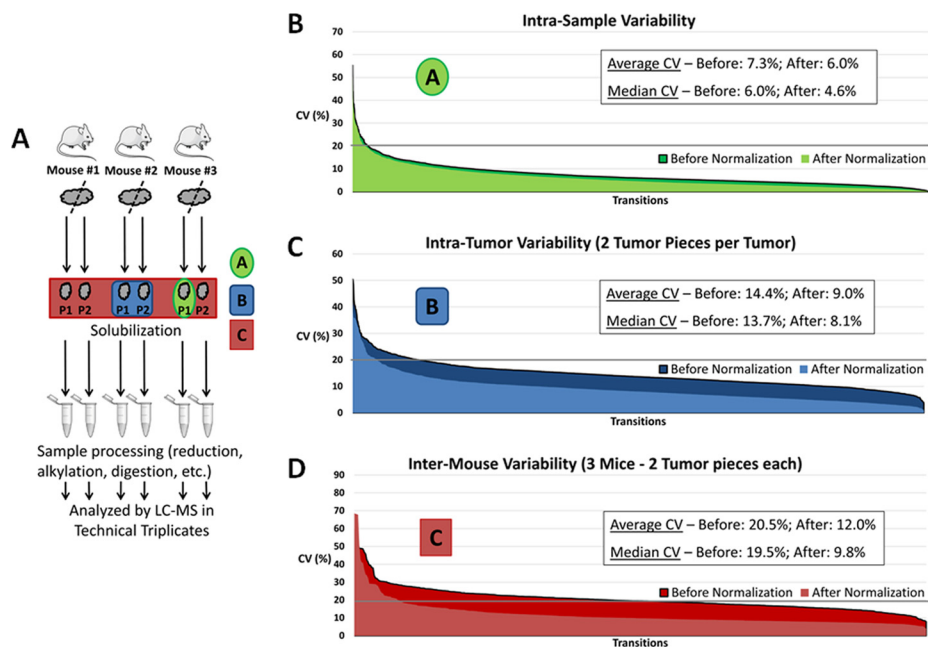 A
Mouse #1 Mouse #2 Mouse #3
A
B
C
P1 P2 P1 P2 P1 P2
Solubilization
Sample processing (reduction,
alkylation, digestion, etc.)
Analyzed by LC-MS in
Technical Triplicates
B
Intra-Sample Variability
70
60
50
40
CV (%)
30
20
10
0
A
Average CV – Before: 7.3%; After: 6.0%
Median CV – Before: 6.0%; After: 4.6%
Before Normalization After Normalization
Transitions
C
Intra-Tumor Variability (2 Tumor Pieces per Tumor)
60
50
40
CV (%)
30
20
10
0
B
Average CV – Before: 14.4%; After: 9.0%
Median CV – Before: 13.7%; After: 8.1%
Before Normalization After Normalization
Transitions
D
Inter-Mouse Variability (3 Mice - 2 Tumor pieces each)
90
80
70
60
50
CV (%)
40
30
20
10
0
C
Average CV – Before: 20.5%; After: 12.0%
Median CV – Before: 19.5%; After: 9.8%
Before Normalization After Normalization
Transitions